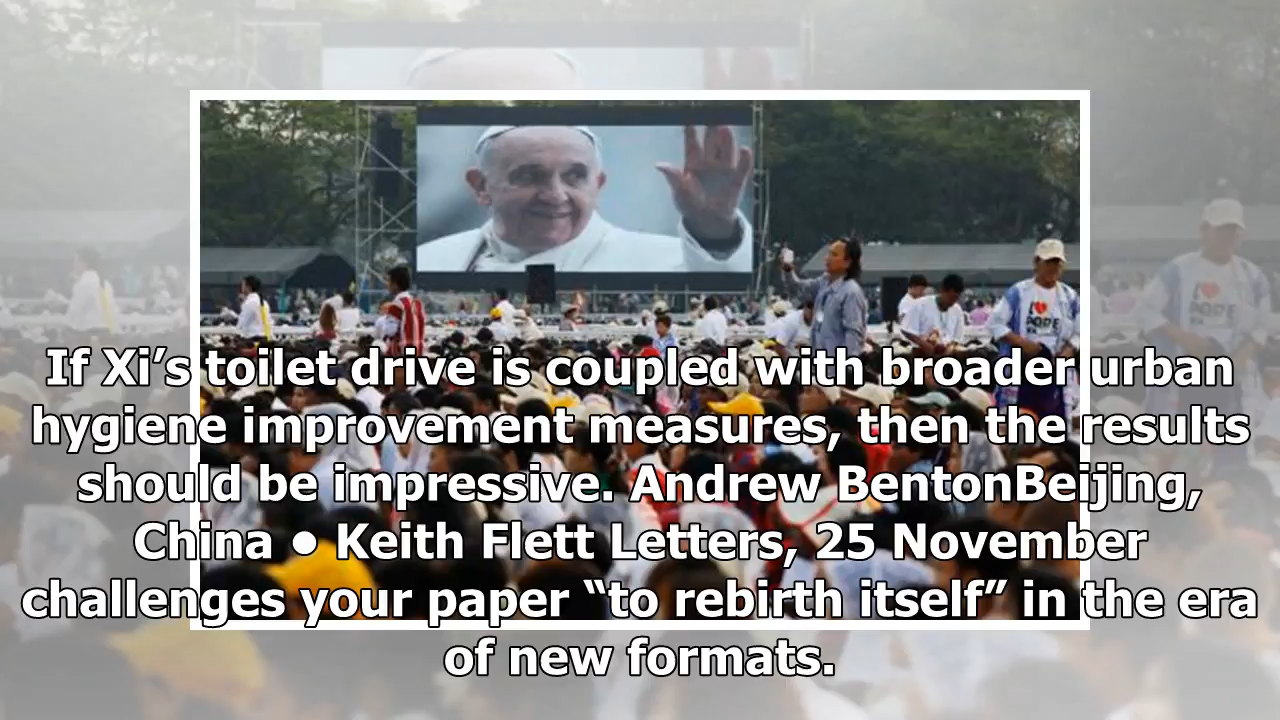 I ❤ POPE
I ❤ POPE
If Xi’s toilet drive is coupled with broader urban
hygiene improvement measures, then the results
should be impressive. Andrew BentonBeijing,
China • Keith Flett Letters, 25 November
challenges your paper “to rebirth itself” in the era
of new formats.